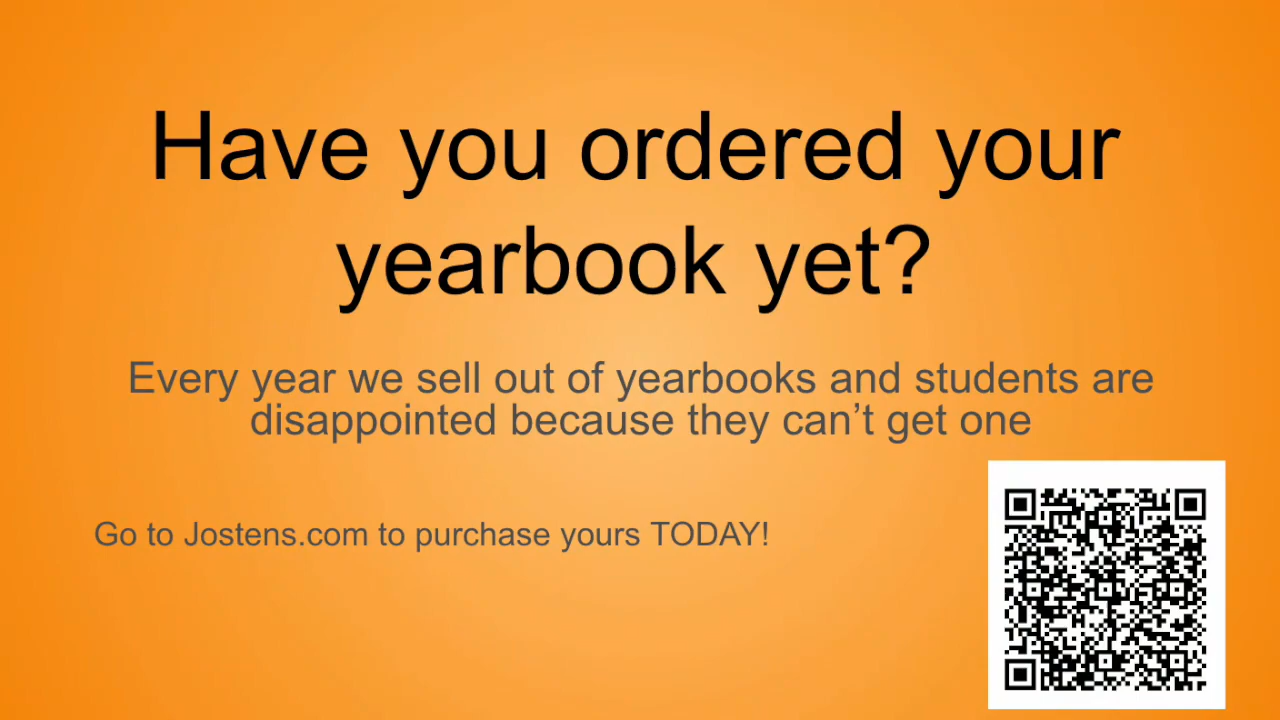 Have you ordered your
yearbook yet?
Every year we sell out of yearbooks and students are
disappointed because they can’t get one
Go to Jostens.com to purchase yours TODAY!